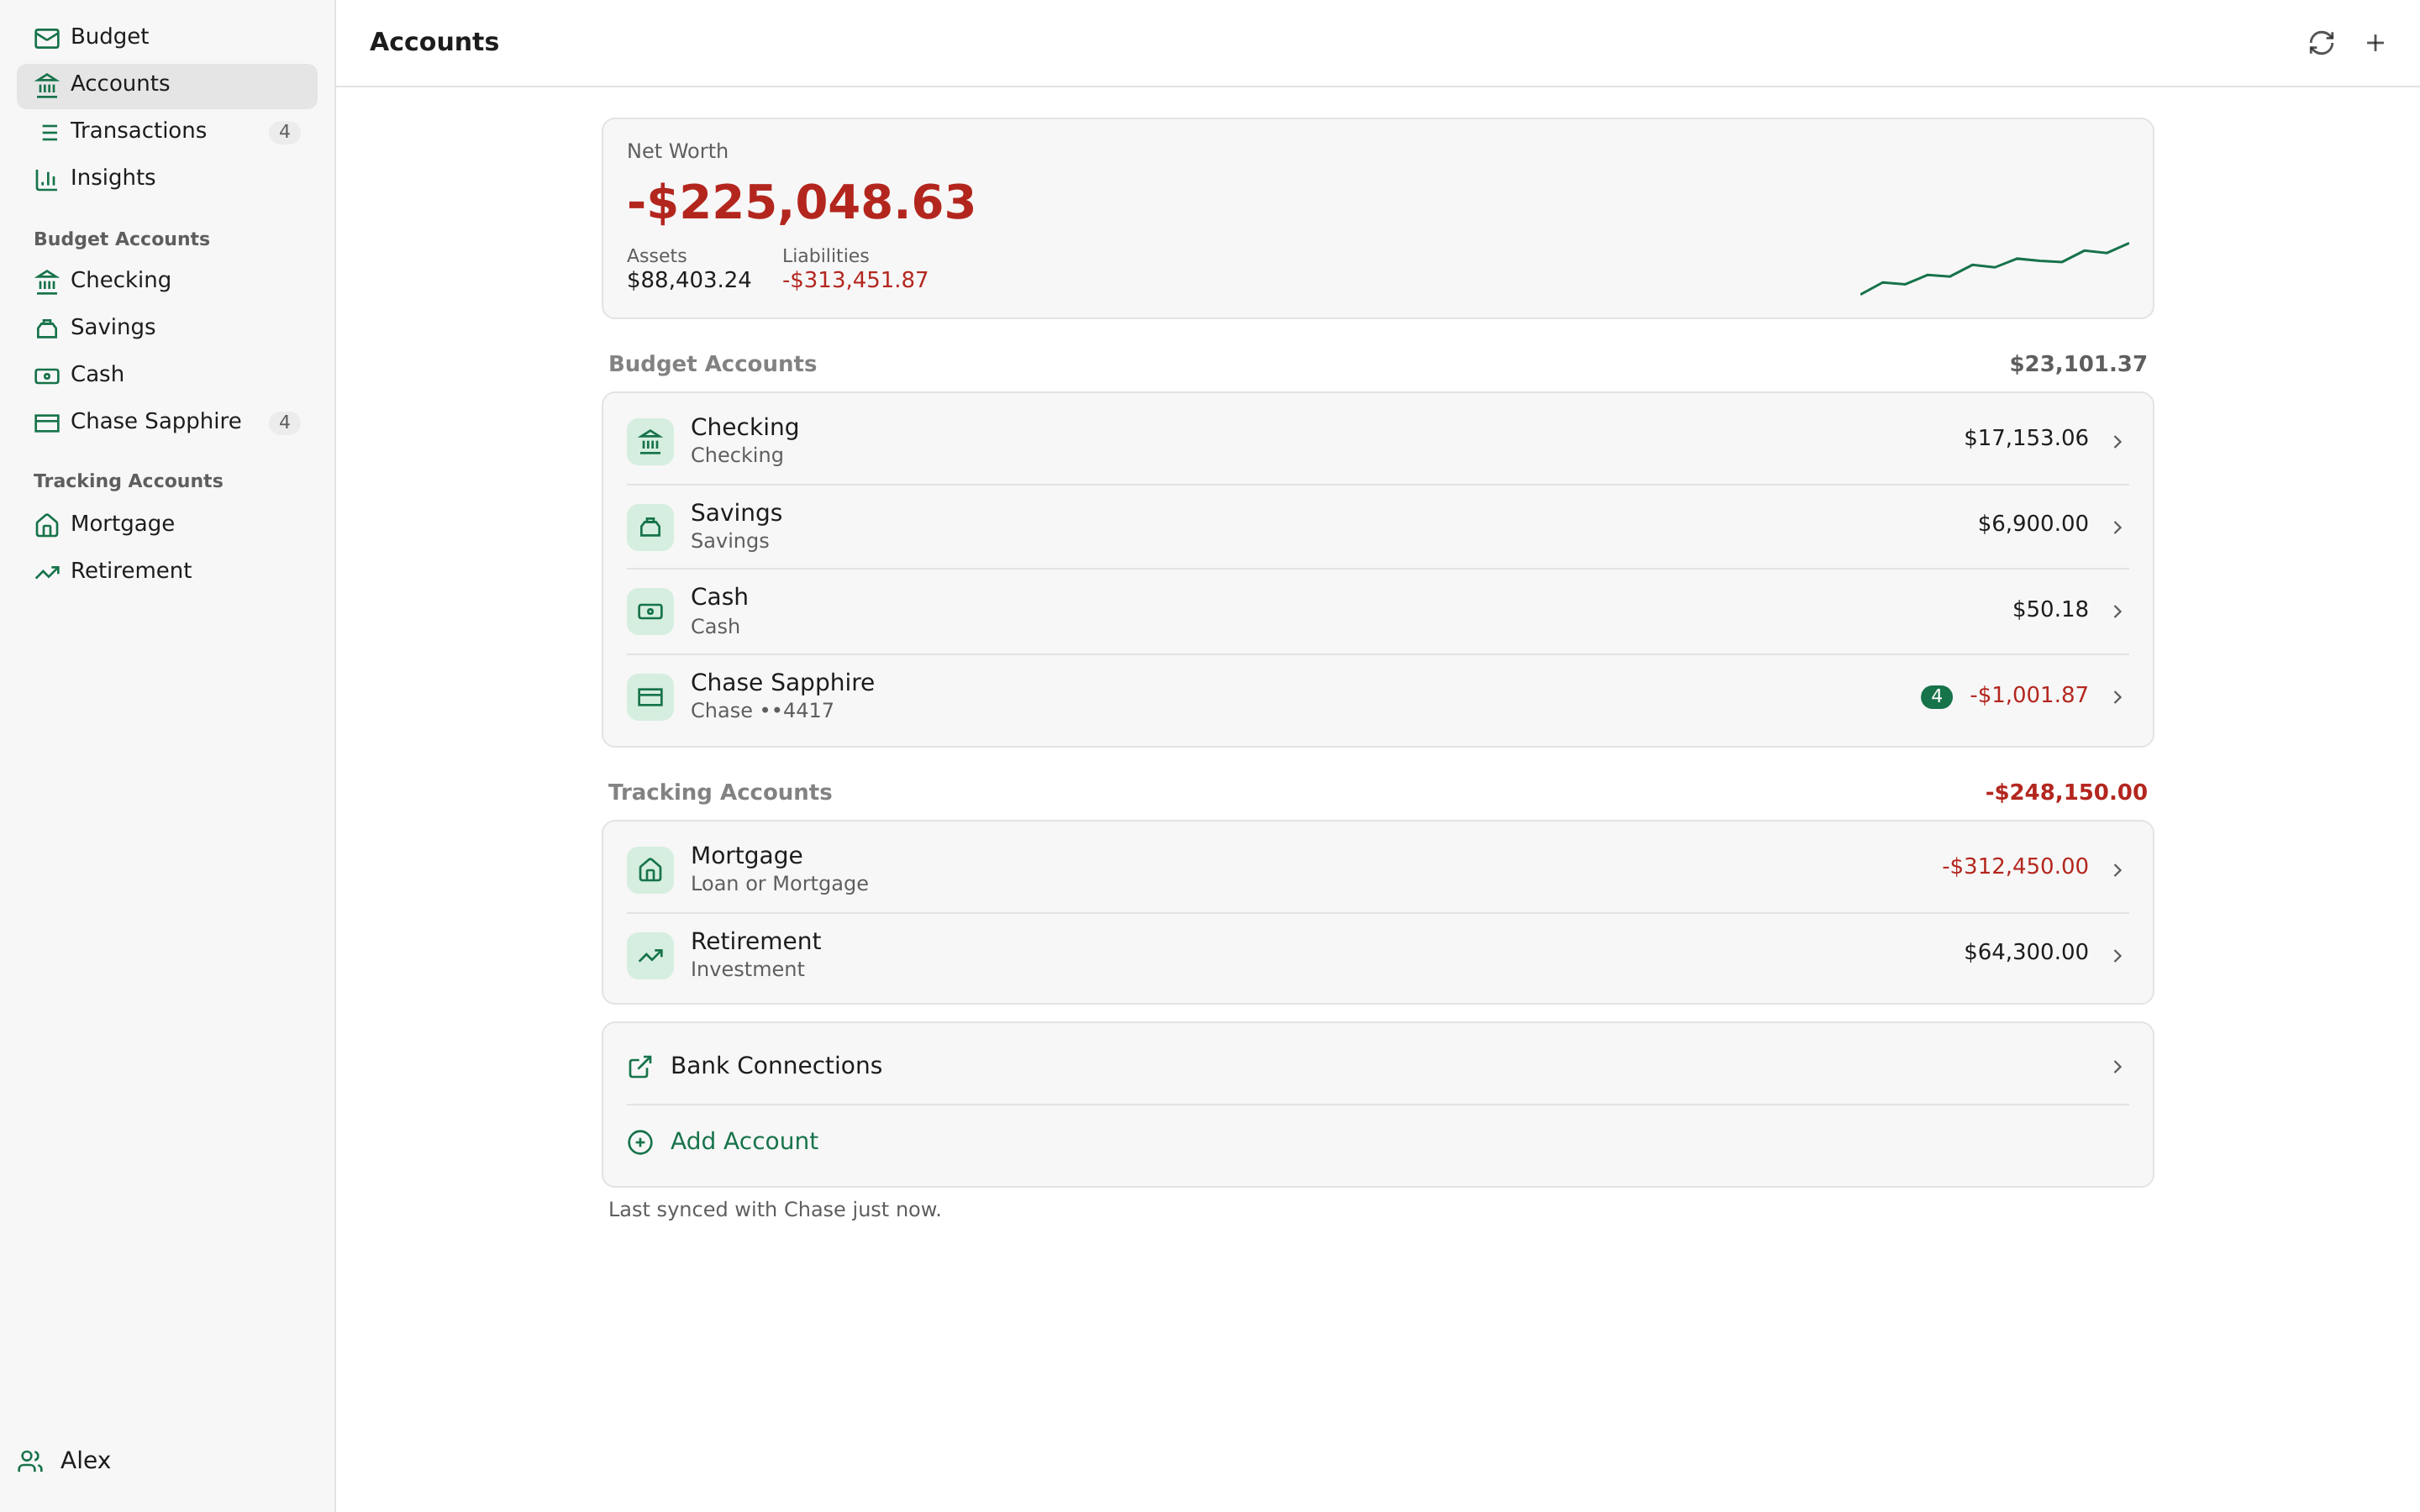 Budget
Accounts
Transactions 4
Insights
Budget Accounts
Checking
Savings
Cash
Chase Sapphire 4
Tracking Accounts
Mortgage
Retirement
Alex
Accounts
Net Worth
-$225,048.63
Assets Liabilities
$88,403.24 -$313,451.87
Budget Accounts $23,101.37
Checking
Checking
$17,153.06
Savings
Savings
$6,900.00
Cash
Cash
$50.18
Chase Sapphire
Chase ••4417
4 -$1,001.87
Tracking Accounts -$248,150.00
Mortgage
Loan or Mortgage
-$312,450.00
Retirement
Investment
$64,300.00
Bank Connections
Add Account
Last synced with Chase just now.